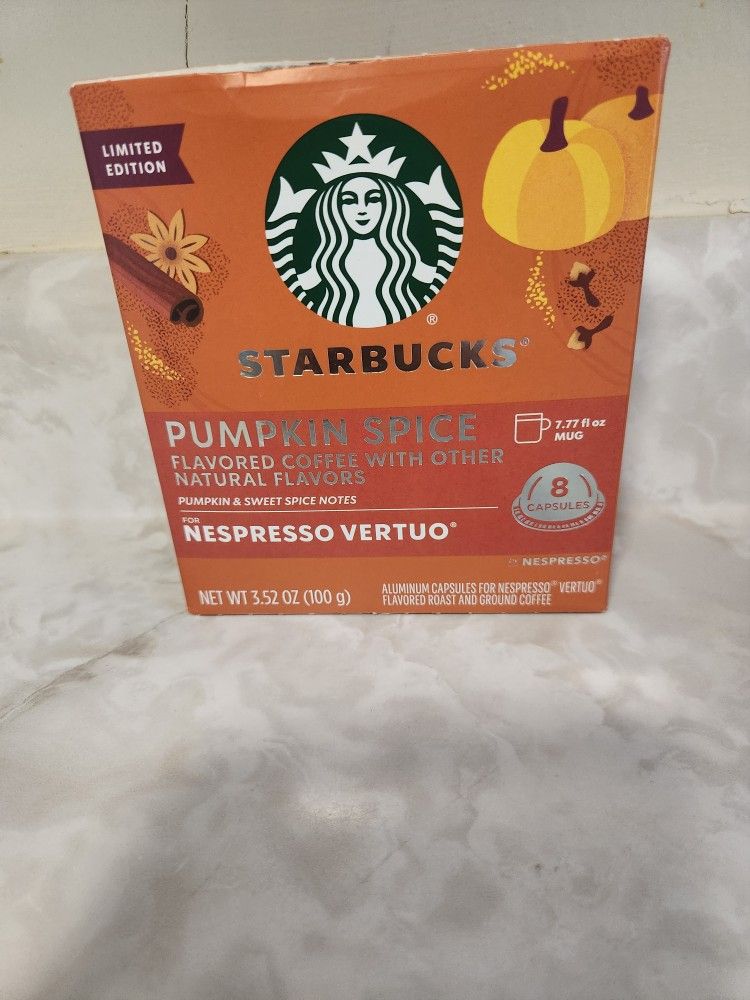 LIMITED
EDITION
®
STARBUCKS®
PUMPKIN SPICE
FLAVORED COFFEE WITH OTHER
NATURAL FLAVORS
PUMPKIN & SWEET SPICE NOTES
FOR
NESPRESSO VERTUO®
7.77 fl oz
MUG
8
CAPSULES
BY NESPRESSO®
NET WT 3.52 OZ (100 g)
ALUMINUM CAPSULES FOR NESPRESSO® VERTUO®
FLAVORED ROAST AND GROUND COFFEE